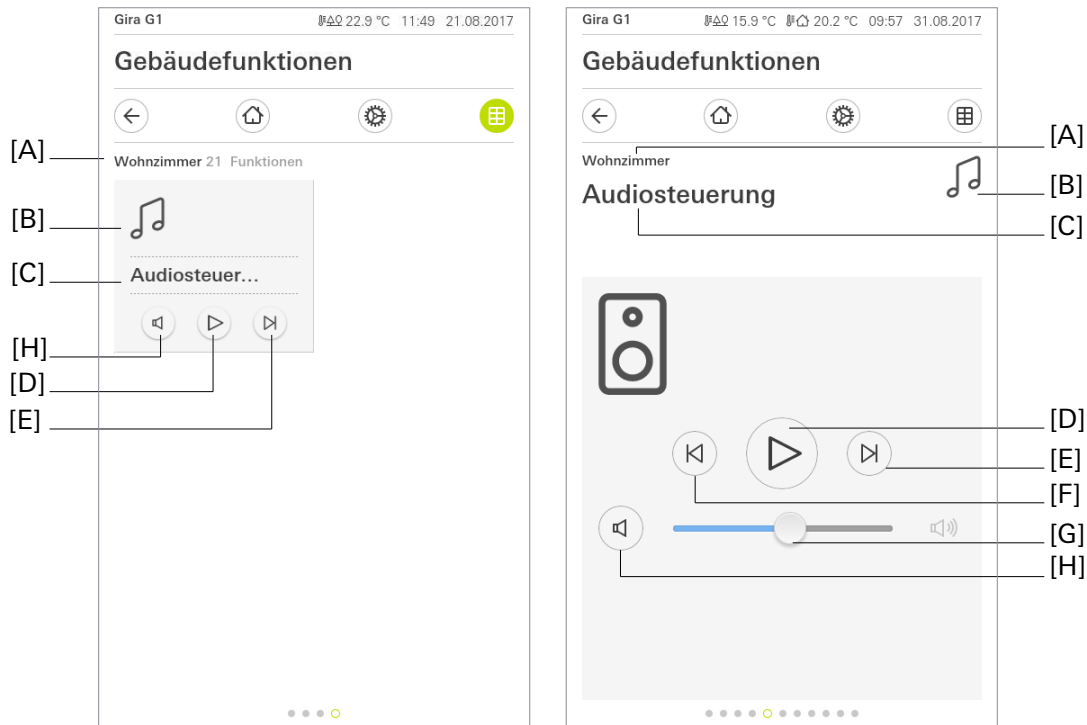 Gira G1 22.9 °C 11:49 21.08.2017
Gebäudefunktionen
[A]
Wohnzimmer 21 Funktionen
[B]
[C]
Audiosteuer...
[H]
[D]
[E]
Gira G1 15.9 °C 20.2 °C 09:57 31.08.2017
Gebäudefunktionen
[A]
Wohnzimmer
[B]
Audiosteuerung
[C]
[D]
[E]
[F]
[G]
[H]